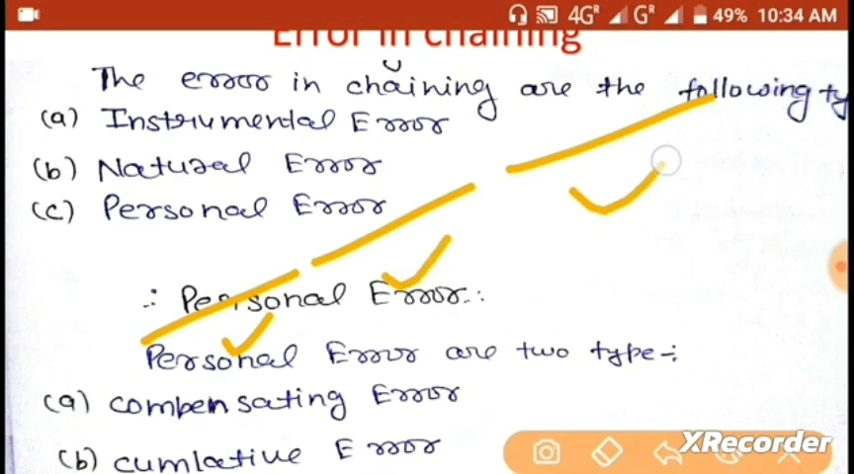 4G R G R 49% 10:34 AM
Error in chaining
The error in chaining are the following ty
(a) Instrumental Error
(b) Natural Error
(c) Personal Error
∴ Personal Error :
Personal Error are two type :
(a) compensating Error
(b) cumlative Error
XRecorder